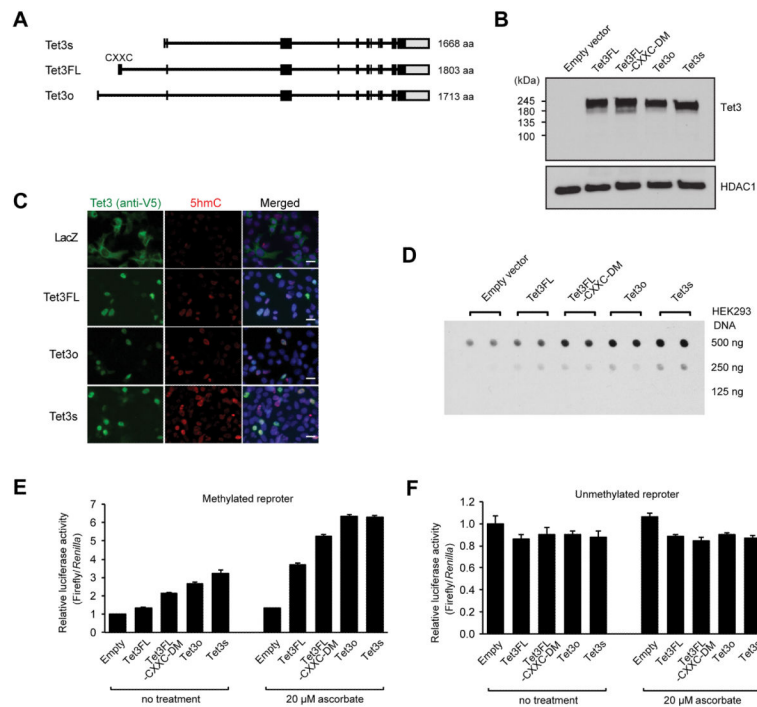 A
Tet3s
1668 aa
CXXC
Tet3FL
1803 aa
Tet3o
1713 aa
B
Empty vector
Tet3FL
Tet3FL
-CXXC-DM
Tet3o
Tet3s
(kDa)
245
180
135
100
Tet3
HDAC1
C
Tet3 (anti-V5)
5hmC
Merged
LacZ
Tet3FL
Tet3o
Tet3s
D
Empty vector
Tet3FL
Tet3FL
-CXXC-DM
Tet3o
Tet3s
HEK293
DNA
500 ng
250 ng
125 ng
E
Methylated reproter
Relative luciferase activity
(Firefly/Renilla)
7
6
5
4
3
2
1
0
Empty
Tet3FL
Tet3FL
-CXXC-DM
Tet3o
Tet3s
Empty
Tet3FL
Tet3FL
-CXXC-DM
Tet3o
Tet3s
no treatment
20 µM ascorbate
F
Unmethylated reproter
Relative luciferase activity
(Firefly/Renilla)
1.2
1.0
0.8
0.6
0.4
0.2
0.0
Empty
Tet3FL
Tet3FL
-CXXC-DM
Tet3o
Tet3s
Empty
Tet3FL
Tet3FL
-CXXC-DM
Tet3o
Tet3s
no treatment
20 µM ascorbate